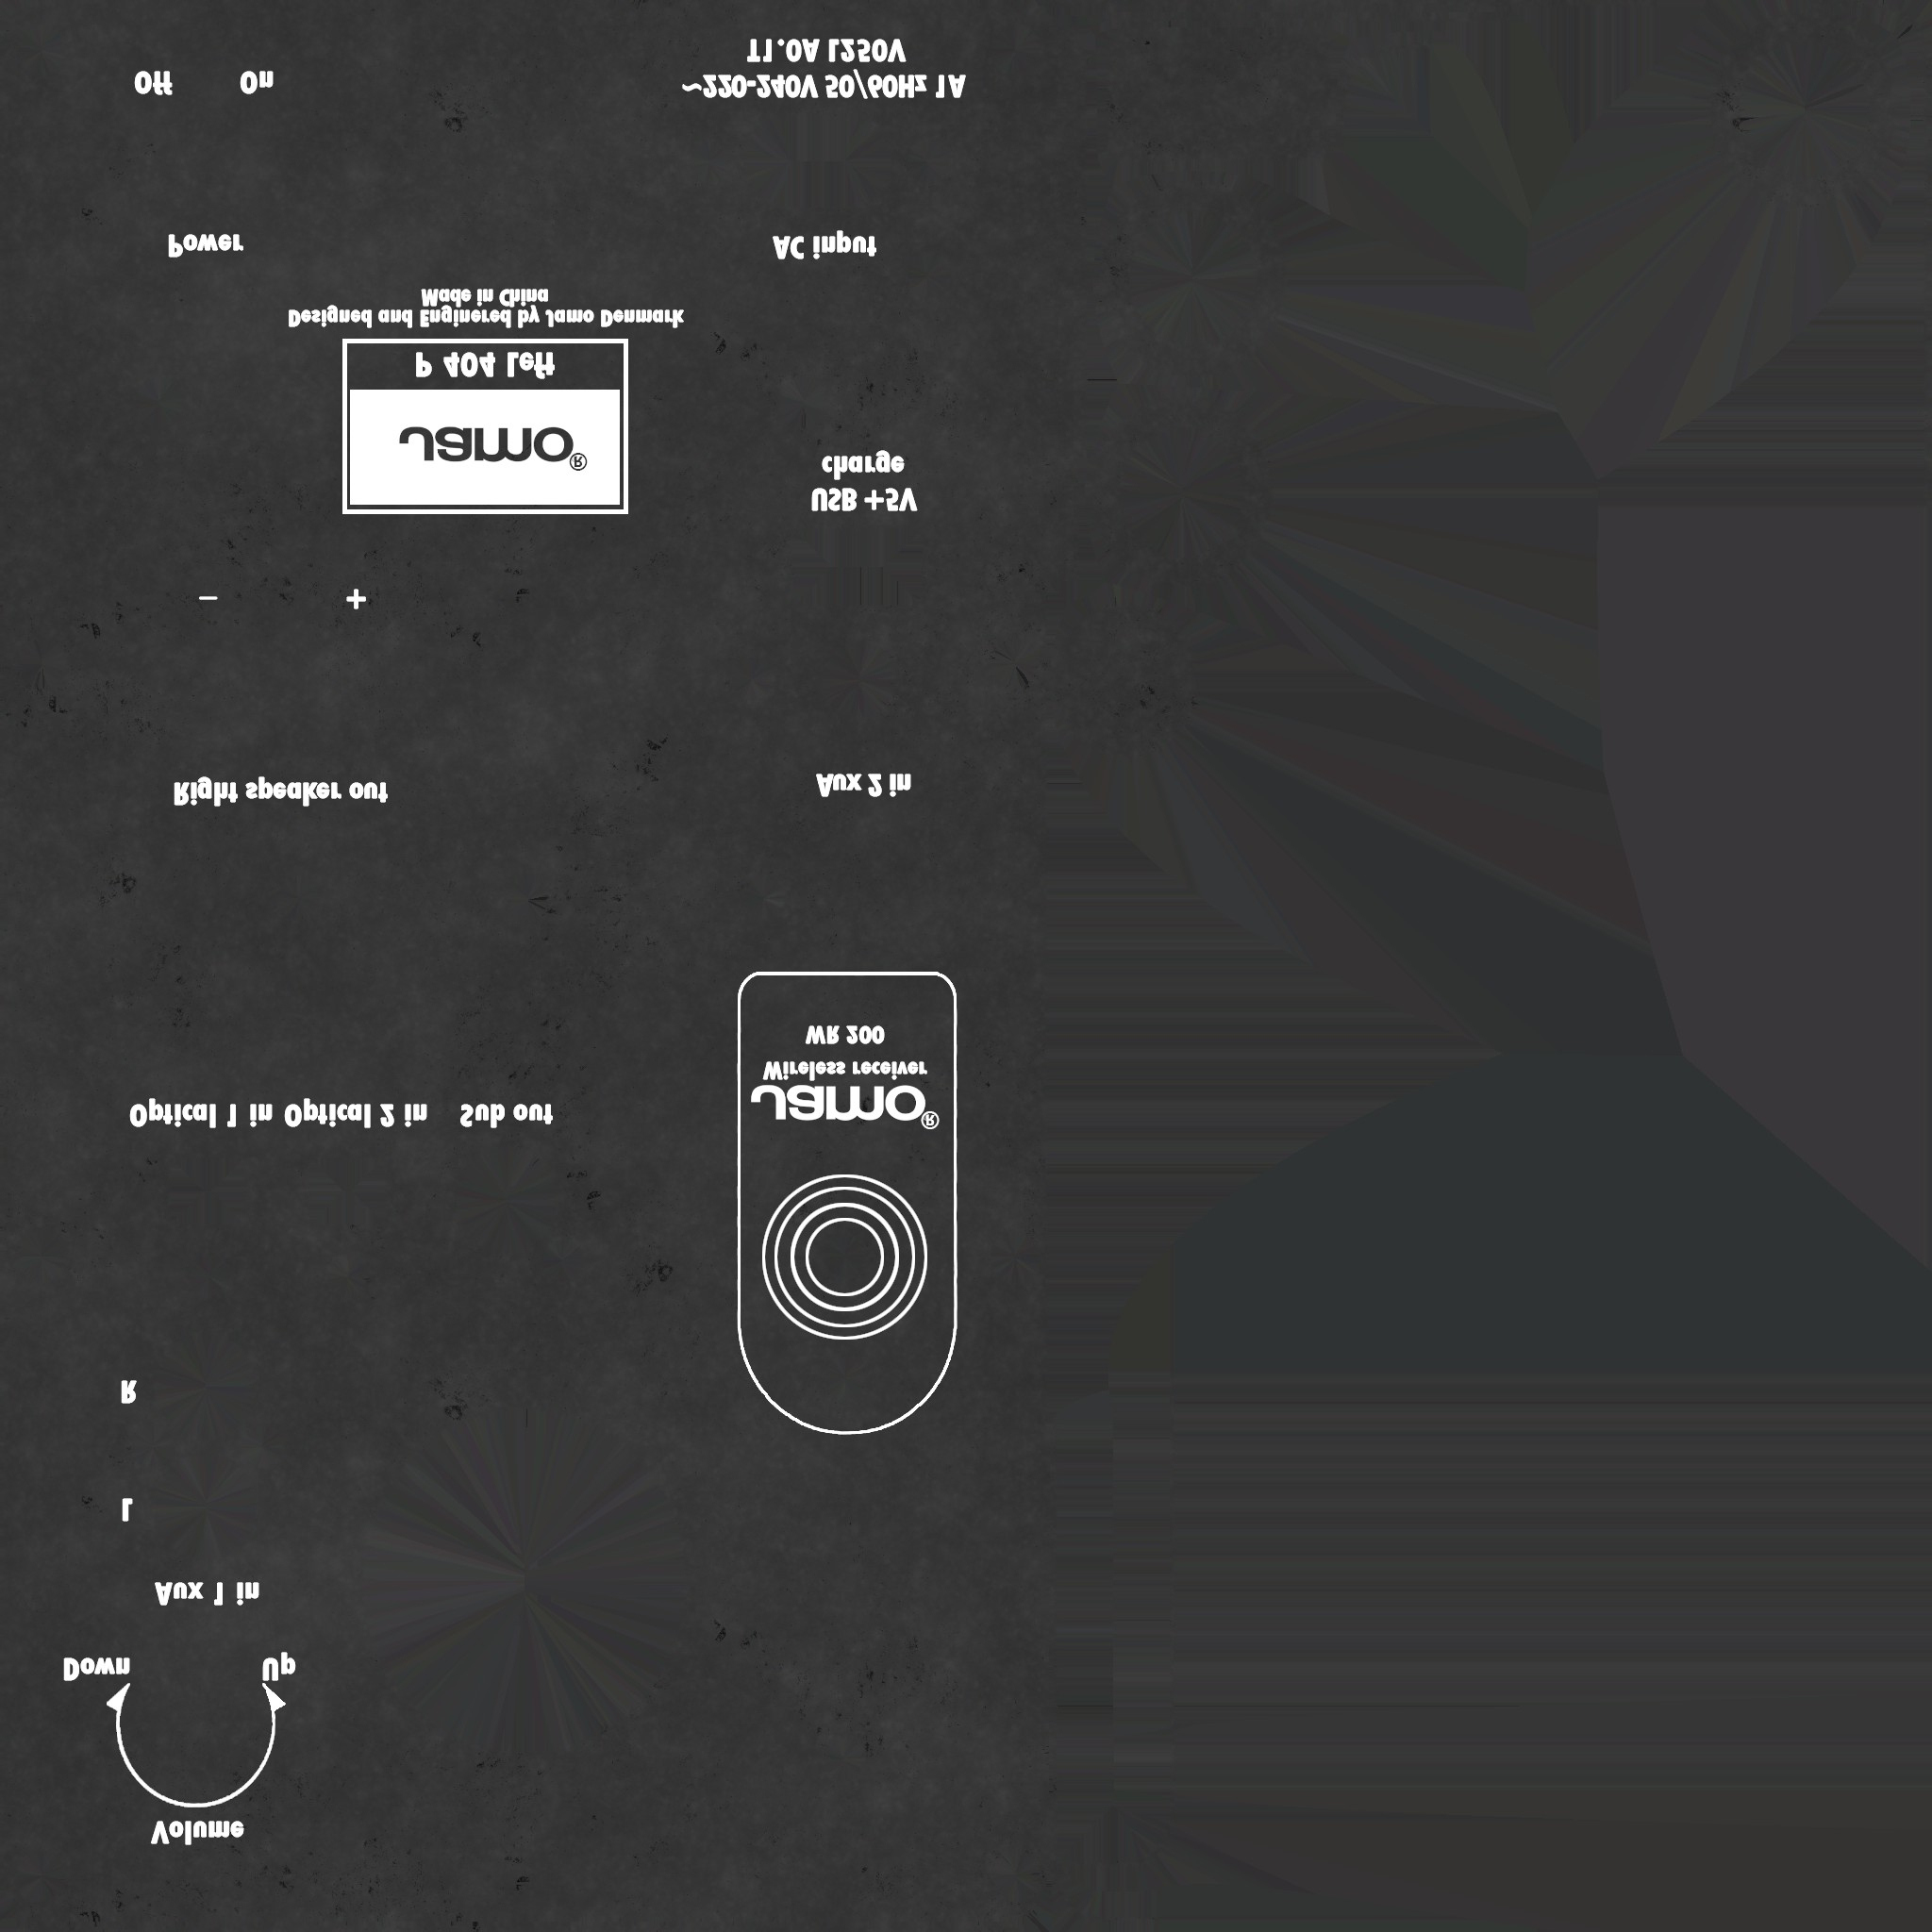 Volume
Down Up
Aux 1 in
L
R
Optical 1 in Optical 2 in Sub out
Jamo®
Wireless receiver
WR 200
Right speaker out
Aux 2 in
− +
USB +5V
charge
Jamo®
P 404 Left
Designed and Enginered by Jamo Denmark
Made in China
Power
AC input
Off On
~220-240V 50/60Hz 1A
T1.0A L250V